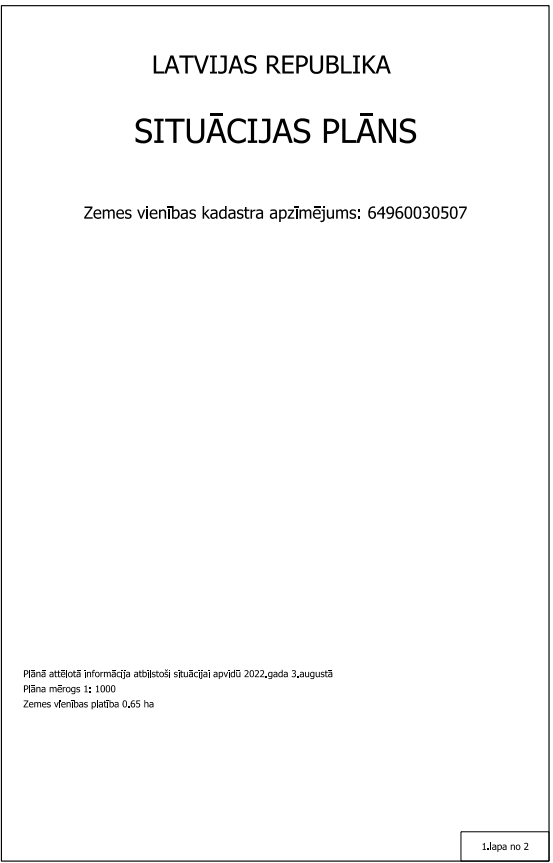 LATVIJAS REPUBLIKA
SITUĀCIJAS PLĀNS
Zemes vienības kadastra apzīmējums: 64960030507
Plānā attēlotā informācija atbilstoši situācijai apvidū 2022.gada 3.augustā
Plāna mērogs 1: 1000
Zemes vienības platība 0.65 ha
1.lapa no 2